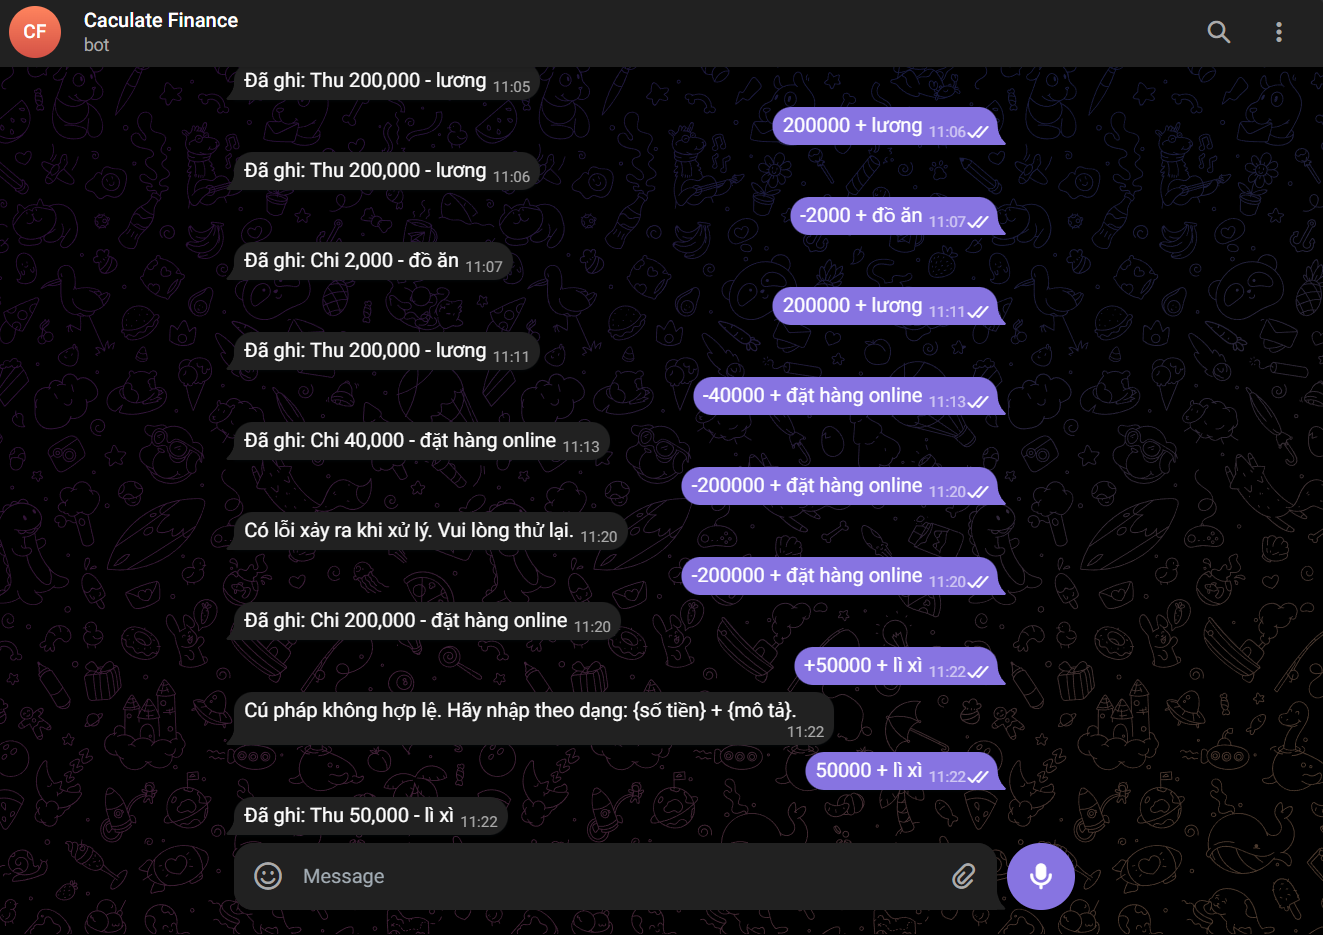 CF
Caculate Finance
bot
Đã ghi: Thu 200,000 - lương 11:05
200000 + lương 11:06
Đã ghi: Thu 200,000 - lương 11:06
-2000 + đồ ăn 11:07
Đã ghi: Chi 2,000 - đồ ăn 11:07
200000 + lương 11:11
Đã ghi: Thu 200,000 - lương 11:11
-40000 + đặt hàng online 11:13
Đã ghi: Chi 40,000 - đặt hàng online 11:13
-200000 + đặt hàng online 11:20
Có lỗi xảy ra khi xử lý. Vui lòng thử lại. 11:20
-200000 + đặt hàng online 11:20
Đã ghi: Chi 200,000 - đặt hàng online 11:20
+50000 + lì xì 11:22
Cú pháp không hợp lệ. Hãy nhập theo dạng: {số tiền} + {mô tả}.
11:22
50000 + lì xì 11:22
Đã ghi: Thu 50,000 - lì xì 11:22
Message